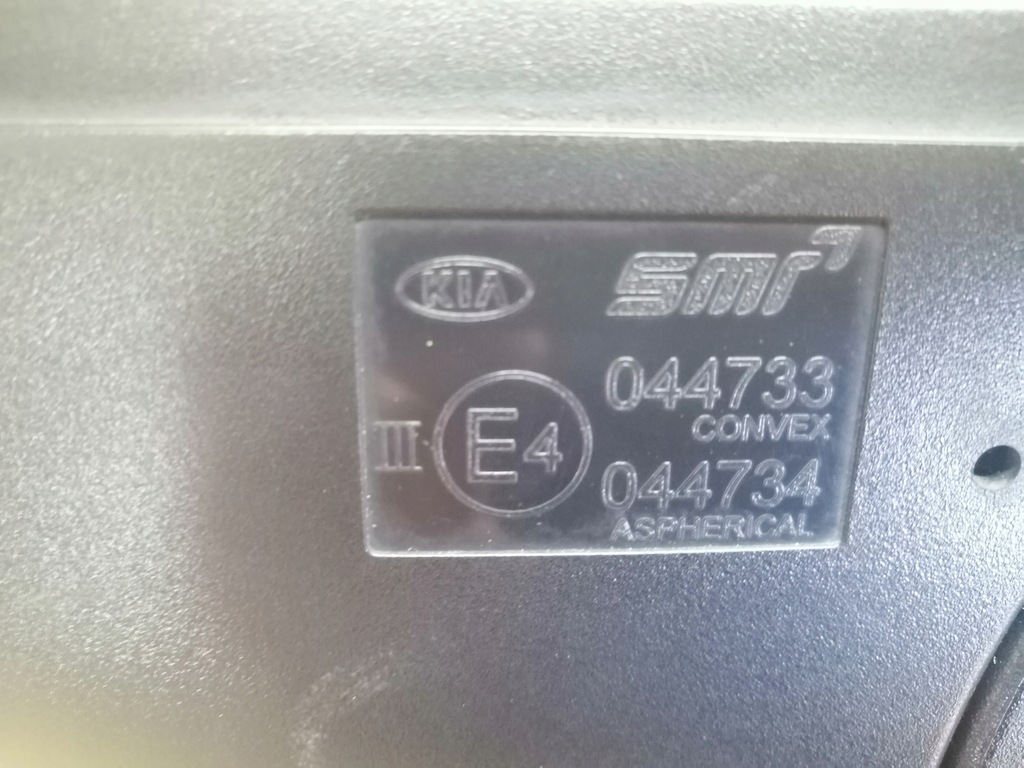 KIA smr
044733
CONVEX
III E4
044734
ASPHERICAL